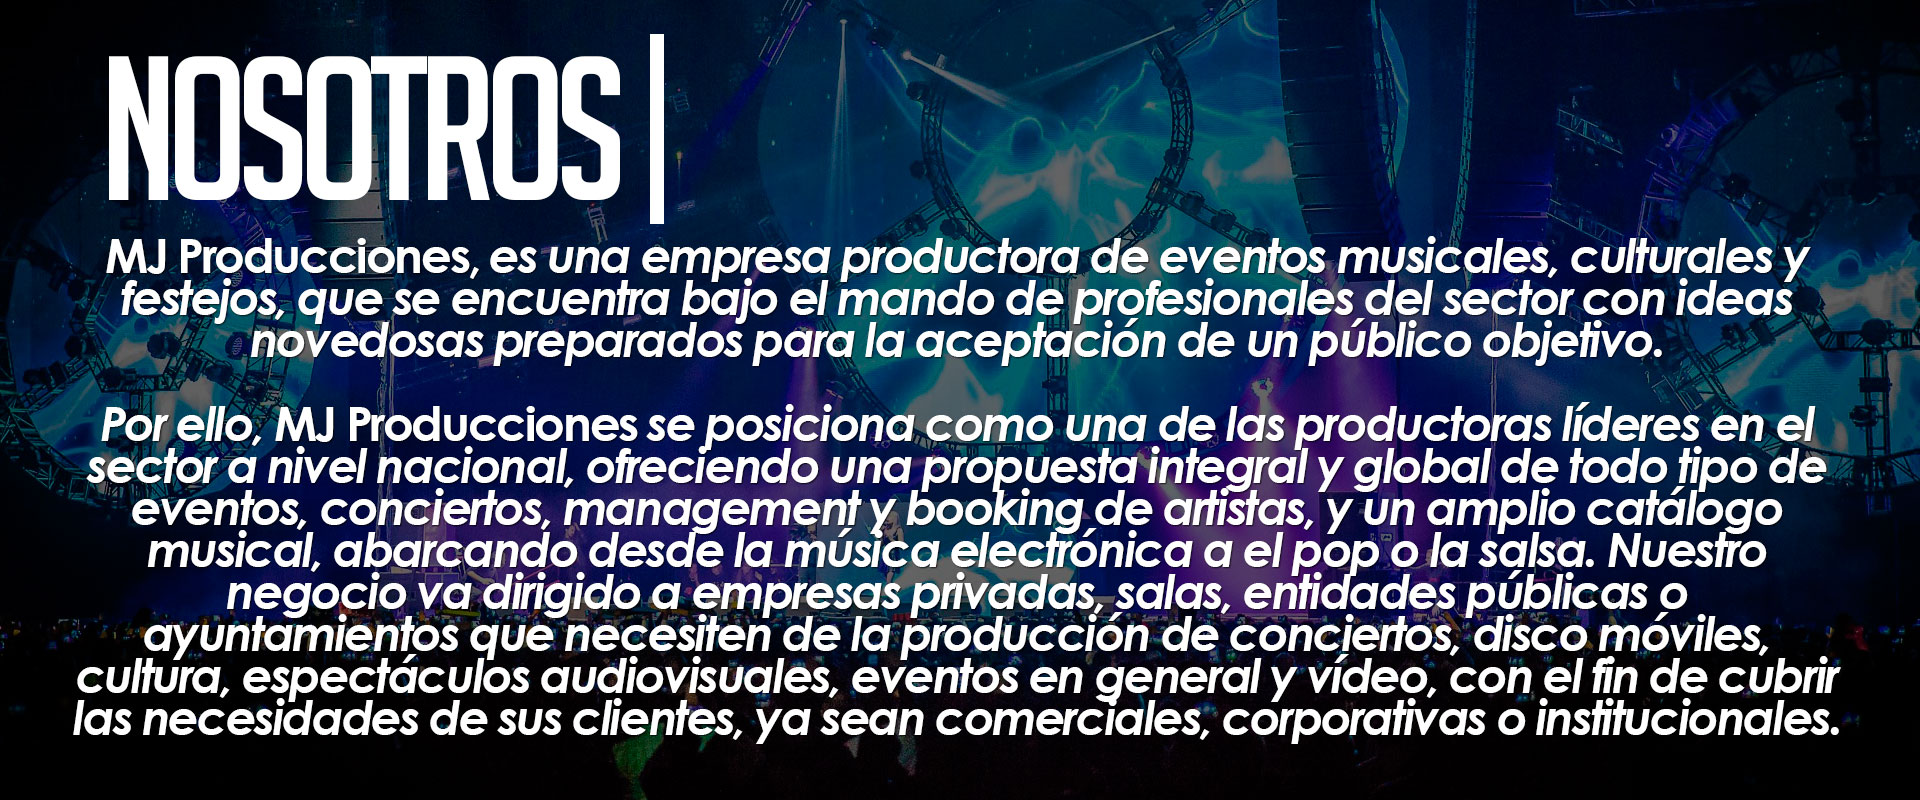 NOSOTROS
MJ Producciones, es una empresa productora de eventos musicales, culturales y
festejos, que se encuentra bajo el mando de profesionales del sector con ideas
novedosas preparados para la aceptación de un público objetivo.
Por ello, MJ Producciones se posiciona como una de las productoras líderes en el
sector a nivel nacional, ofreciendo una propuesta integral y global de todo tipo de
eventos, conciertos, management y booking de artistas, y un amplio catálogo
musical, abarcando desde la música electrónica a el pop o la salsa. Nuestro
negocio va dirigido a empresas privadas, salas, entidades públicas o
ayuntamientos que necesiten de la producción de conciertos, disco móviles,
cultura, espectáculos audiovisuales, eventos en general y vídeo, con el fin de cubrir
las necesidades de sus clientes, ya sean comerciales, corporativas o institucionales.